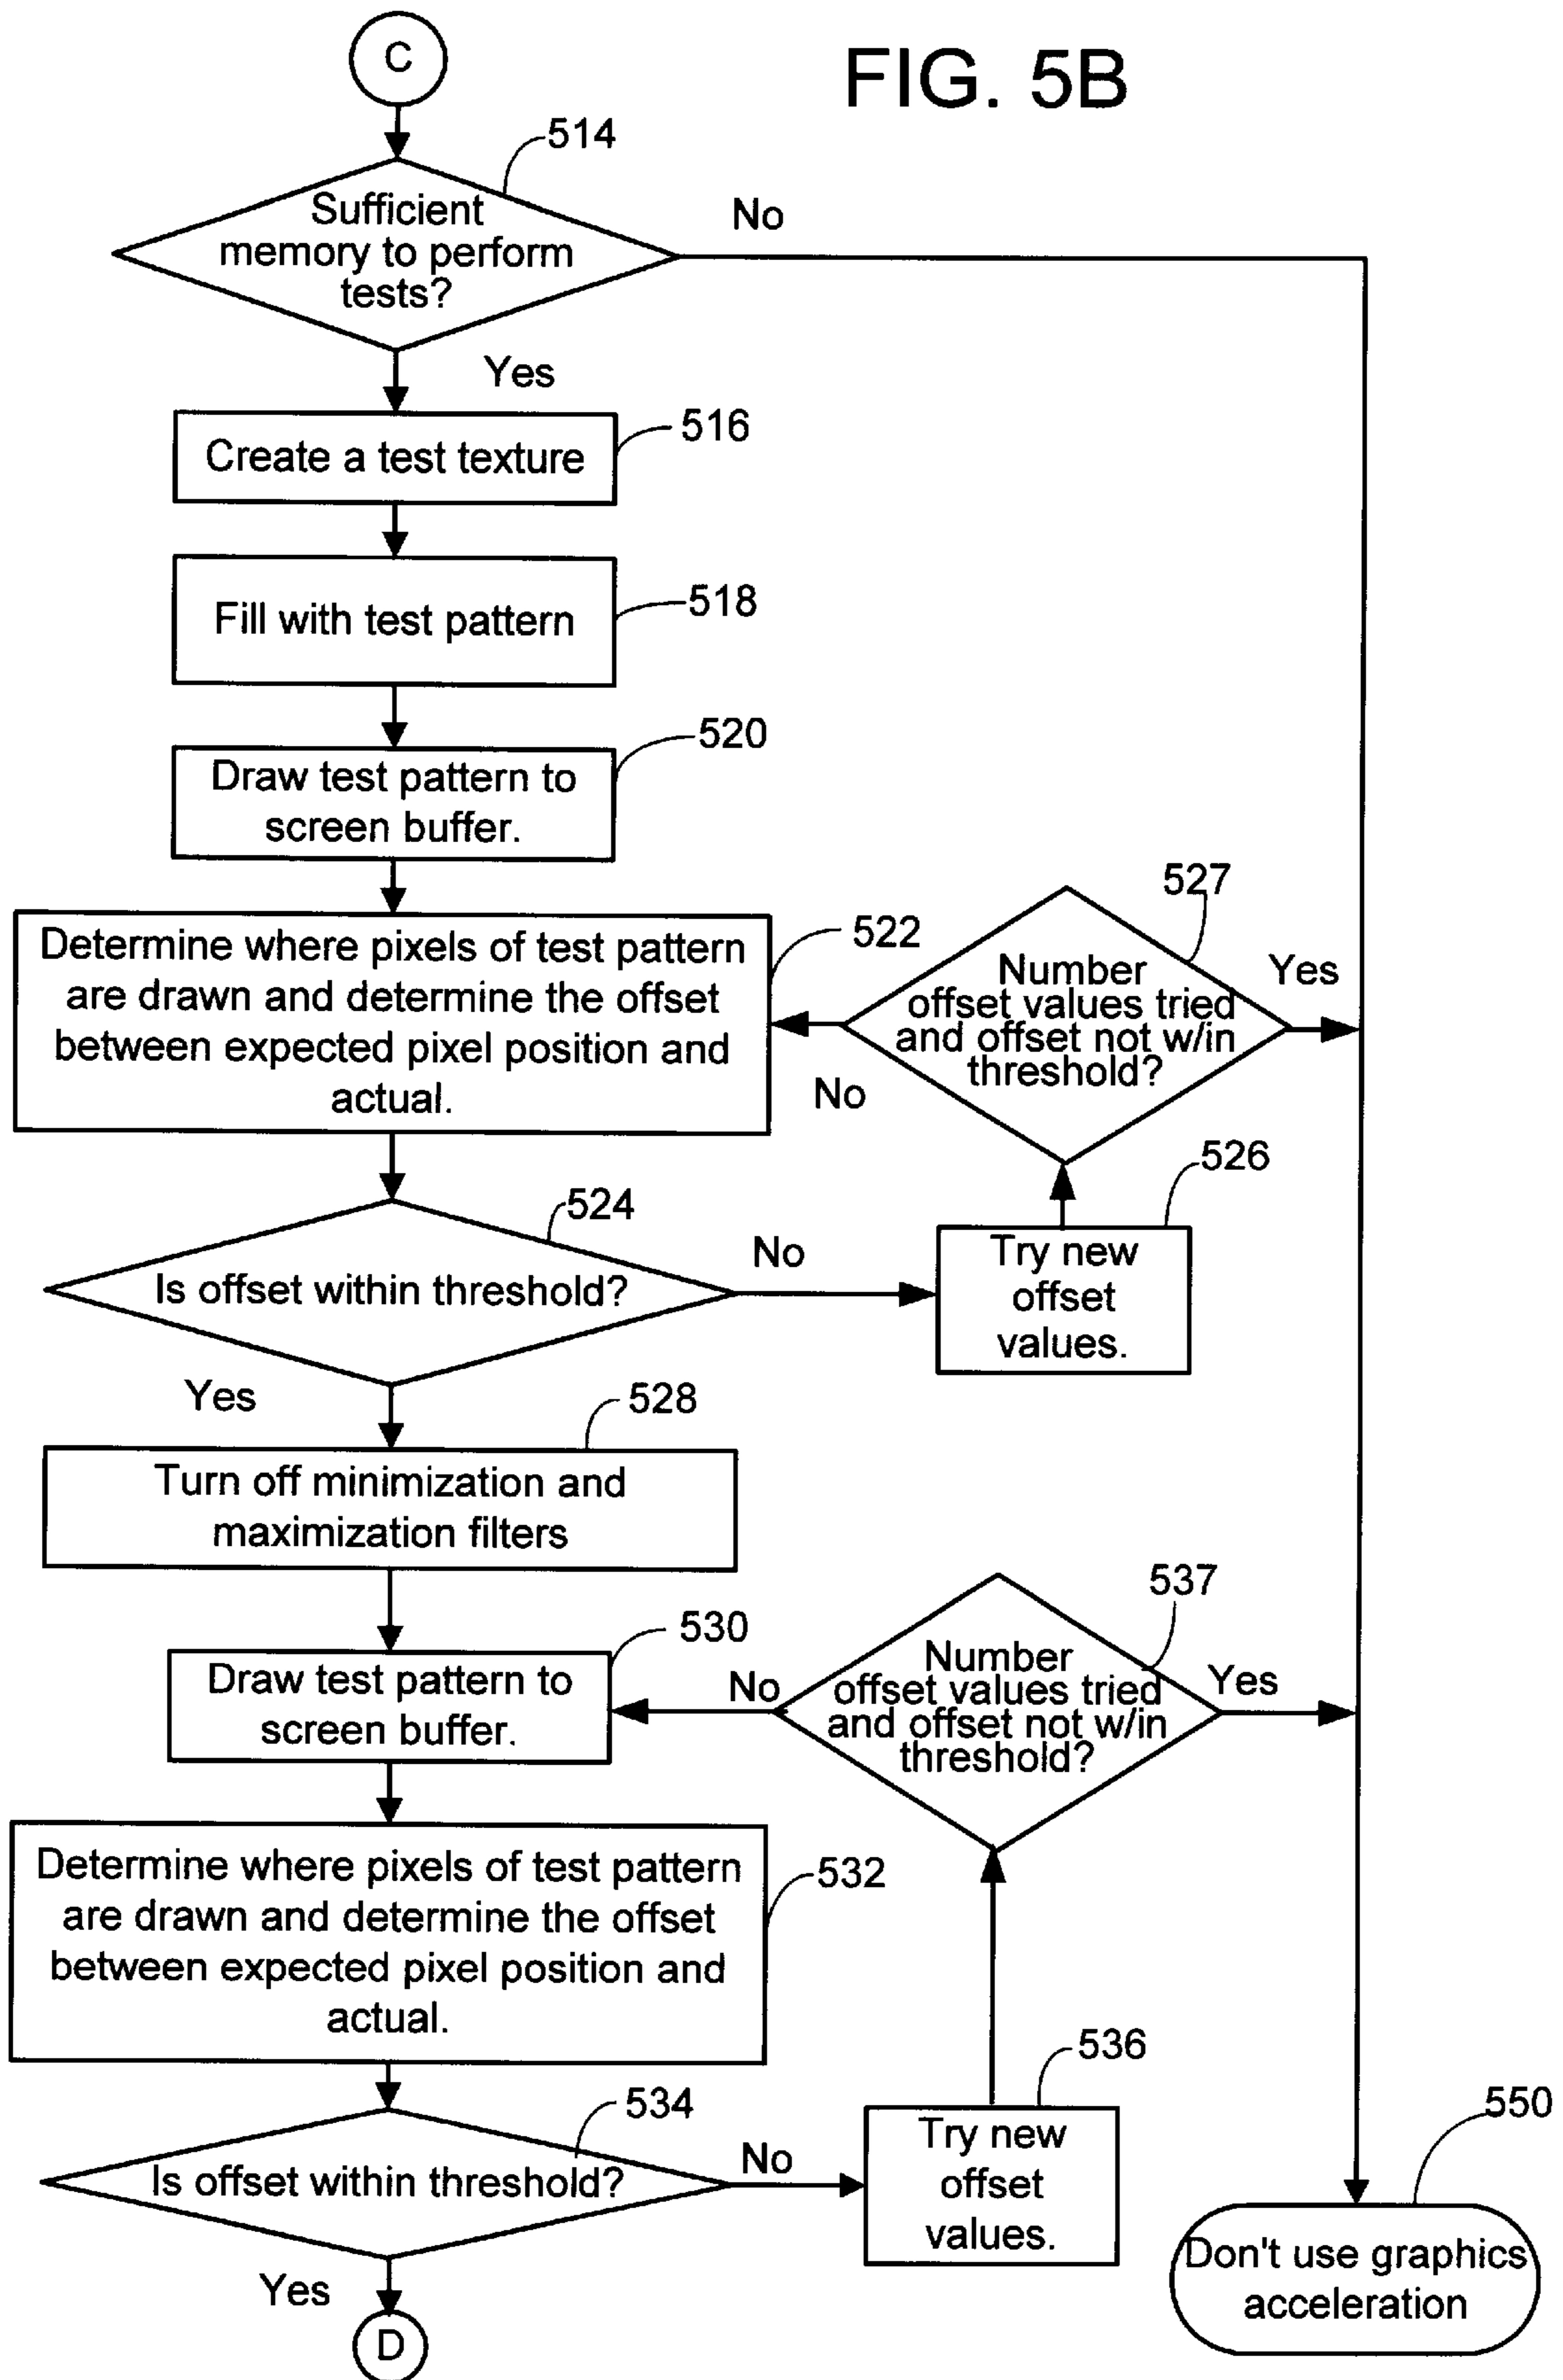 C
FIG. 5B
514
Sufficient
memory to perform
tests?
No
Yes
516
Create a test texture
518
Fill with test pattern
520
Draw test pattern to
screen buffer.
522
Determine where pixels of test pattern
are drawn and determine the offset
between expected pixel position and
actual.
527
Number
offset values tried
and offset not w/in
threshold?
Yes
No
526
Try new
offset
values.
524
Is offset within threshold?
No
Yes
528
Turn off minimization and
maximization filters
530
Draw test pattern to
screen buffer.
537
Number
offset values tried
and offset not w/in
threshold?
No
Yes
532
Determine where pixels of test pattern
are drawn and determine the offset
between expected pixel position and
actual.
536
Try new
offset
values.
534
Is offset within threshold?
No
Yes
D
550
Don't use graphics
acceleration